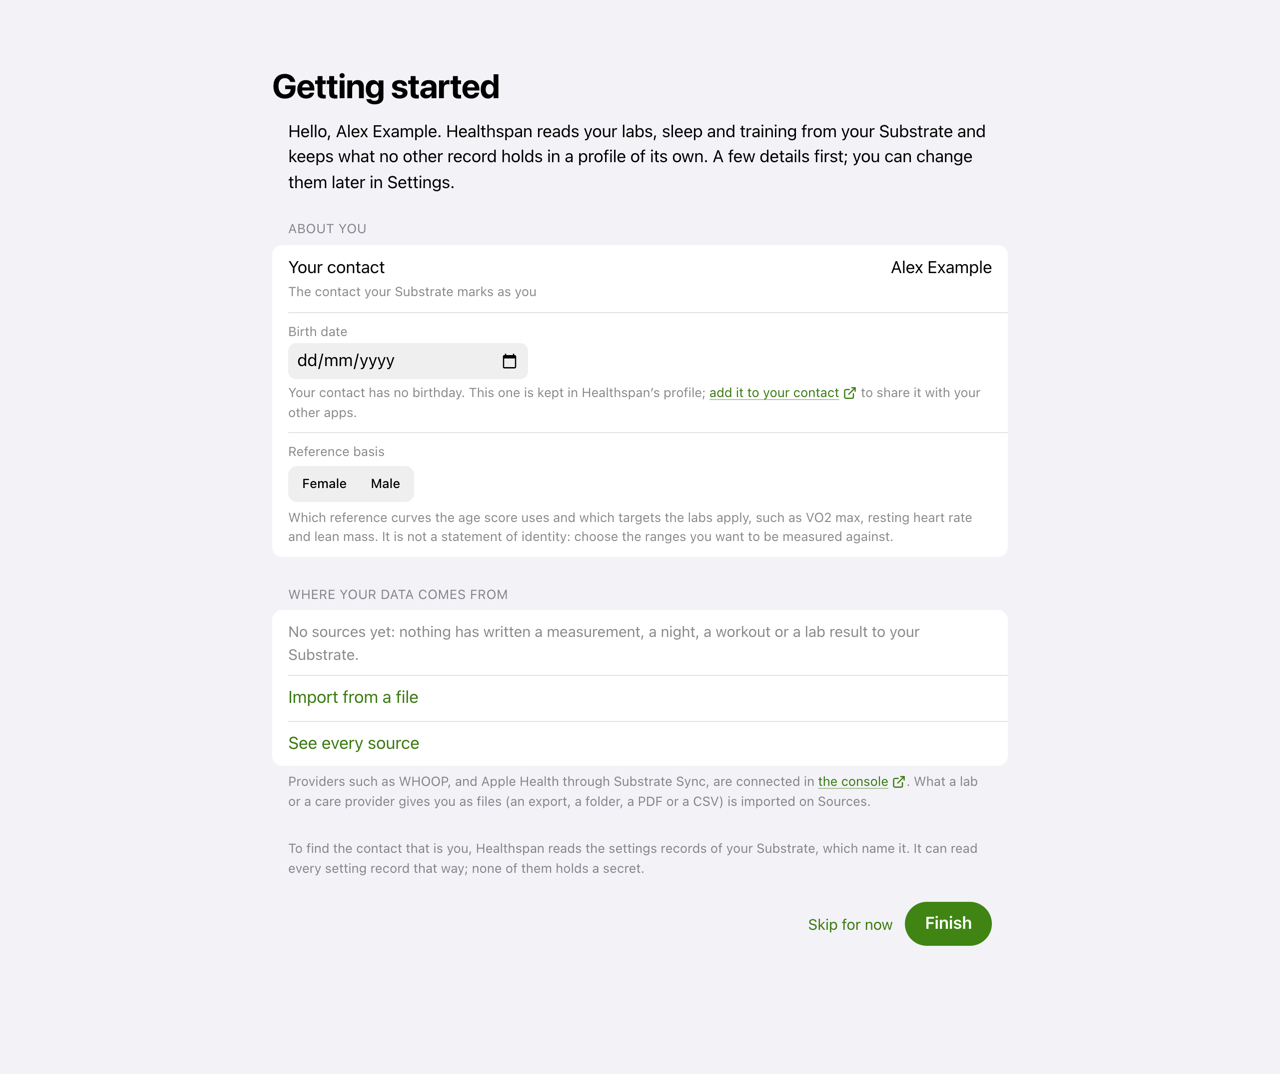 Getting started
Hello, Alex Example. Healthspan reads your labs, sleep and training from your Substrate and
keeps what no other record holds in a profile of its own. A few details first; you can change
them later in Settings.
ABOUT YOU
Your contact
Alex Example
The contact your Substrate marks as you
Birth date
dd/mm/yyyy
Your contact has no birthday. This one is kept in Healthspan’s profile; add it to your contact to share it with your
other apps.
Reference basis
Female Male
Which reference curves the age score uses and which targets the labs apply, such as VO2 max, resting heart rate
and lean mass. It is not a statement of identity: choose the ranges you want to be measured against.
WHERE YOUR DATA COMES FROM
No sources yet: nothing has written a measurement, a night, a workout or a lab result to your
Substrate.
Import from a file
See every source
Providers such as WHOOP, and Apple Health through Substrate Sync, are connected in the console. What a lab
or a care provider gives you as files (an export, a folder, a PDF or a CSV) is imported on Sources.
To find the contact that is you, Healthspan reads the settings records of your Substrate, which name it. It can read
every setting record that way; none of them holds a secret.
Skip for now
Finish